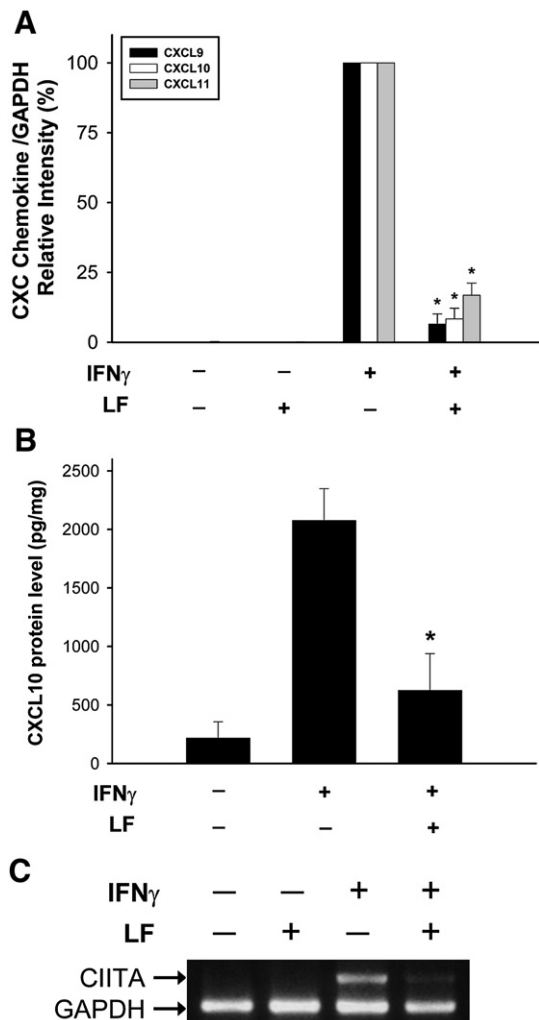 A
CXC Chemokine /GAPDH
Relative Intensity (%)
CXCL9
CXCL10
CXCL11
100
75
50
25
0
* * *
IFNγ – – + +
LF – + – +
B
CXCL10 protein level (pg/mg)
2500
2000
1500
1000
500
0
*
IFNγ – + +
LF – – +
C
IFNγ — — + +
LF — + — +
CIITA
GAPDH